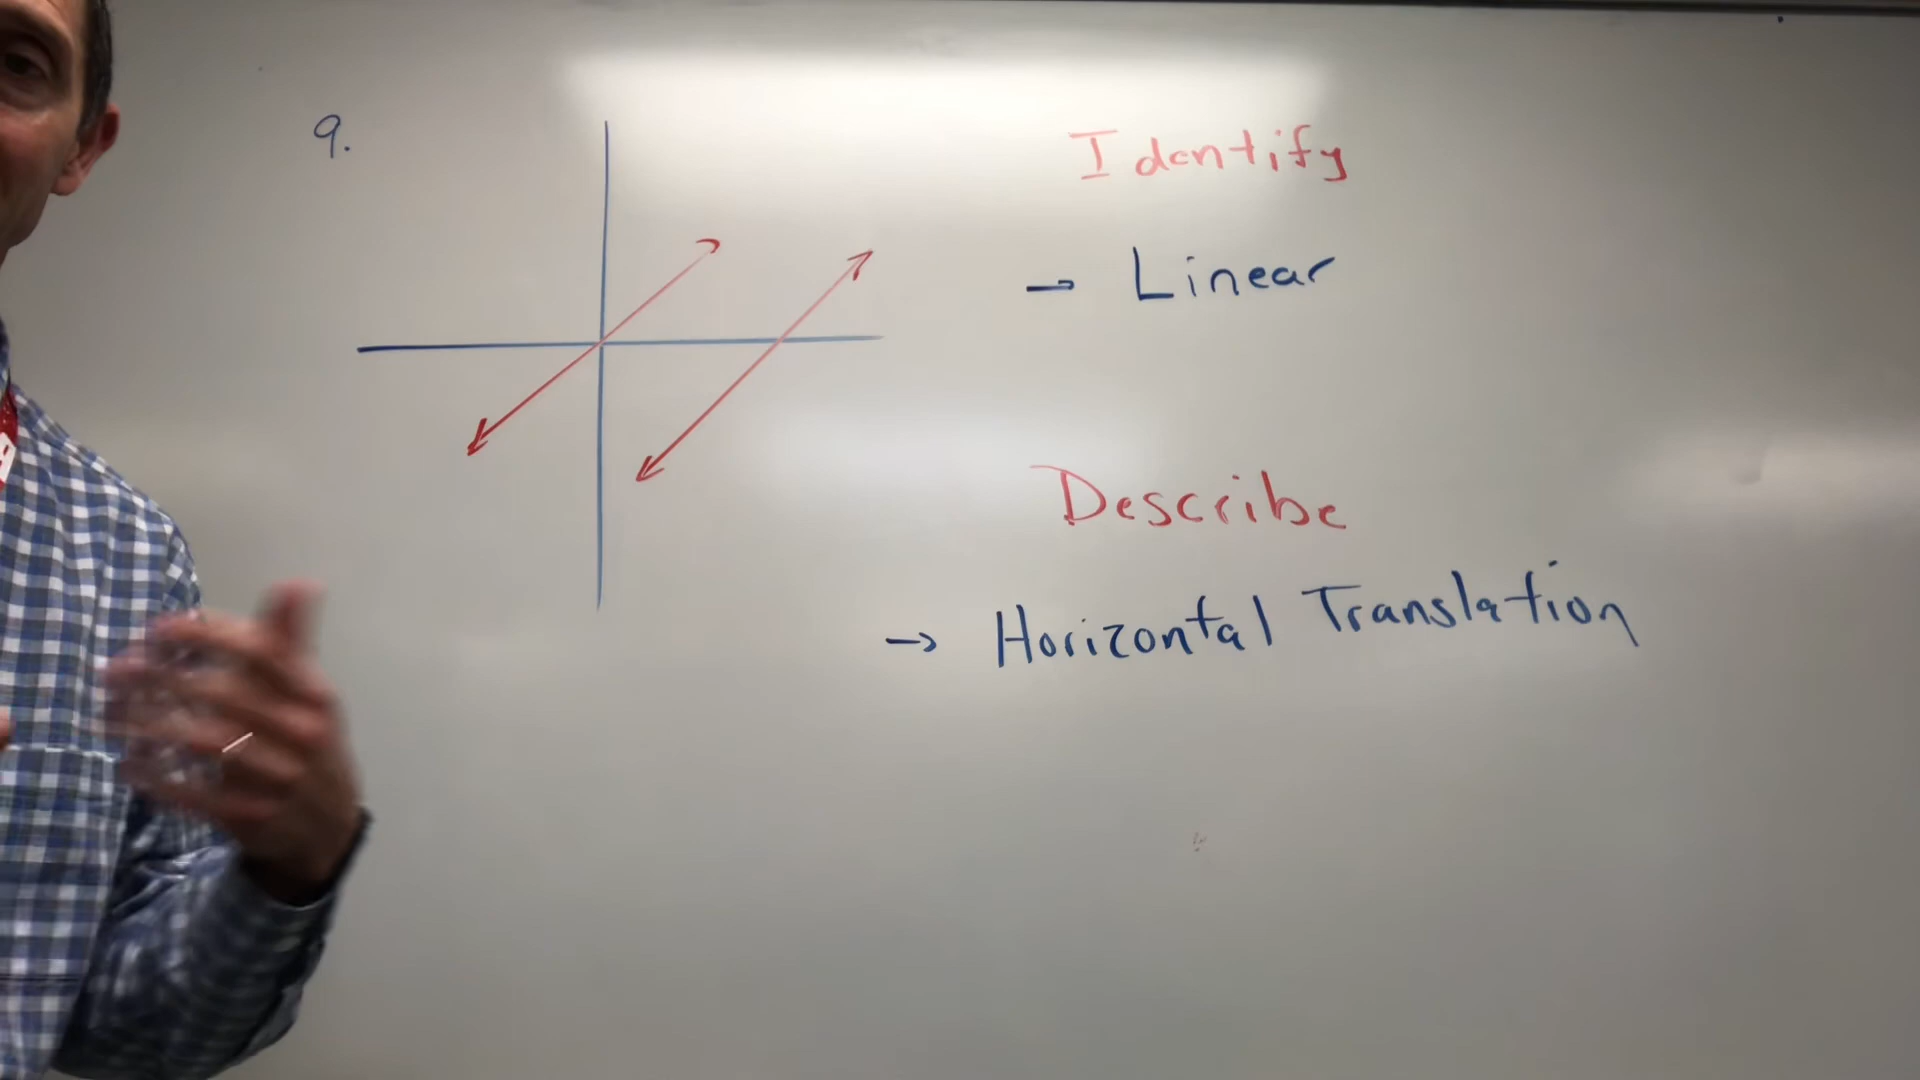 9.
Identify
→ Linear
Describe
→ Horizontal Translation